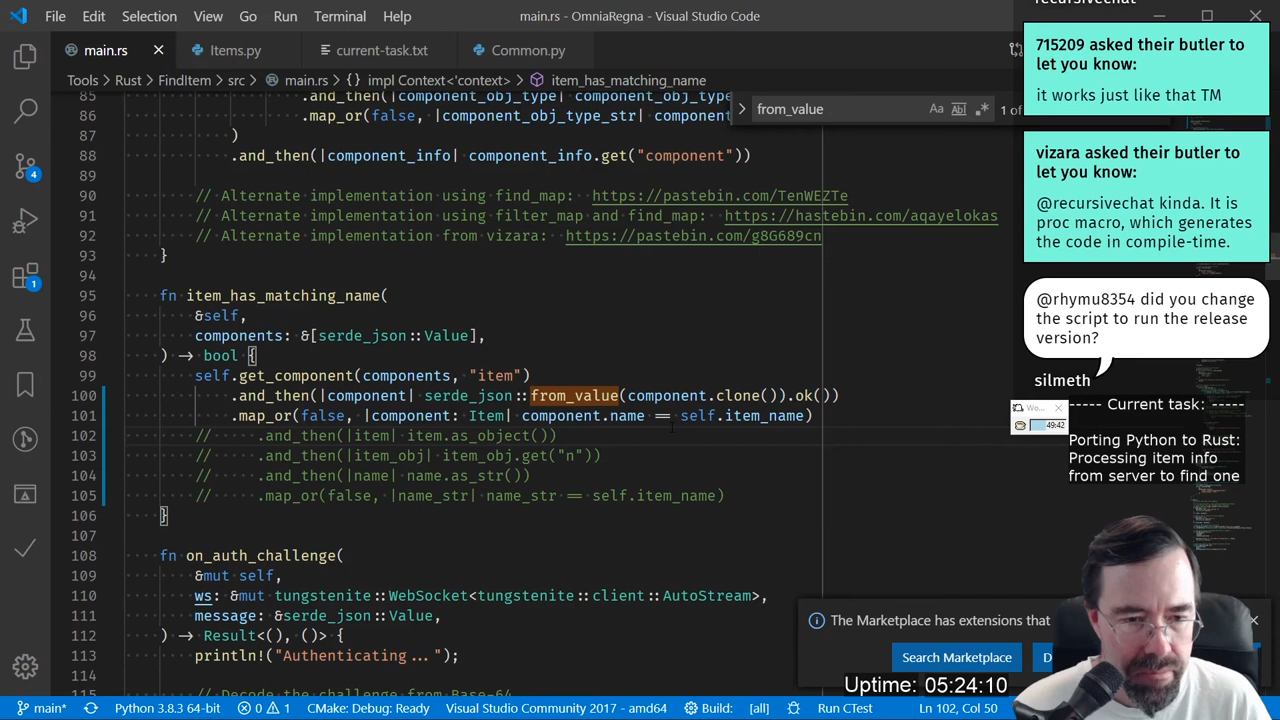 File Edit Selection View Go Run Terminal Help
main.rs - OmniaRegna - Visual Studio Code
main.rs
Items.py
current-task.txt
Common.py
Tools > Rust > FindItem > src > main.rs > {} impl Context<'context> > item_has_matching_name
from_value
1 of
85 .and_then(|component_obj_type| component_obj_type
86 .map_or(false, |component_obj_type_str| component
87 )
88 .and_then(|component_info| component_info.get("component"))
89
90 // Alternate implementation using find_map: https://pastebin.com/TenWEZTe
91 // Alternate implementation using filter_map and find_map: https://hastebin.com/aqayelokas
92 // Alternate implementation from vizara: https://pastebin.com/g8G689cn
93 }
94
95 fn item_has_matching_name(
96 &self,
97 components: &[serde_json::Value],
98 ) → bool {
99 self.get_component(components, "item")
100 .and_then(|component| serde_json::from_value(component.clone()).ok())
101 .map_or(false, |component: Item| component.name == self.item_name)
102 // .and_then(|item| item.as_object())
103 // .and_then(|item_obj| item_obj.get("n"))
104 // .and_then(|name| name.as_str())
105 // .map_or(false, |name_str| name_str == self.item_name)
106 }
107
108 fn on_auth_challenge(
109 &mut self,
110 ws: &mut tungstenite::WebSocket<tungstenite::client::AutoStream>,
111 message: &serde_json::Value,
112 ) → Result<(), ()> {
113 println!("Authenticating...");
114
115 // Decode the challenge from Base-64
recursivechat
715209 asked their butler to
let you know:
it works just like that TM
vizara asked their butler to
let you know:
@recursivechat kinda. It is
proc macro, which generates
the code in compile-time.
@rhymu8354 did you change
the script to run the release
version?
silmeth
Wo...
49:42
----- Current task: -----
Porting Python to Rust:
Processing item info
from server to find one
The Marketplace has extensions that
Search Marketplace
D
Uptime: 05:24:10
4
1
main*
Python 3.8.3 64-bit
0
1
CMake: Debug: Ready
Visual Studio Community 2017 - amd64
Build:
[all]
Run CTest
Ln 102, Col 50